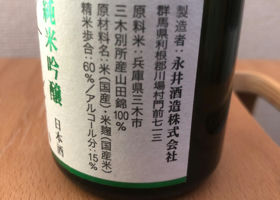 製造者：永井酒造株式会社
群馬県利根郡川場村門前七一三
原料米：兵庫県三木市
三木別所産山田錦100%
原材料名：米(国産)・米麹(国産米)
精米歩合：60%/アルコール分：15%
純米吟醸
日本酒